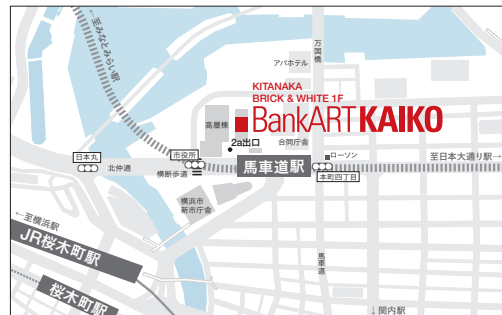 ←至みなとみらい駅
万国橋
アパホテル
KITANAKA
BRICK & WHITE 1F
BankART KAIKO
高層棟
2a出口
合同庁舎
日本丸
市役所
ローソン
北仲通
横断歩道
馬車道駅
本町四丁目
至日本大通り駅→
横浜市
新市庁舎
←至横浜駅
JR桜木町駅
桜木町駅
馬車道
↓関内駅